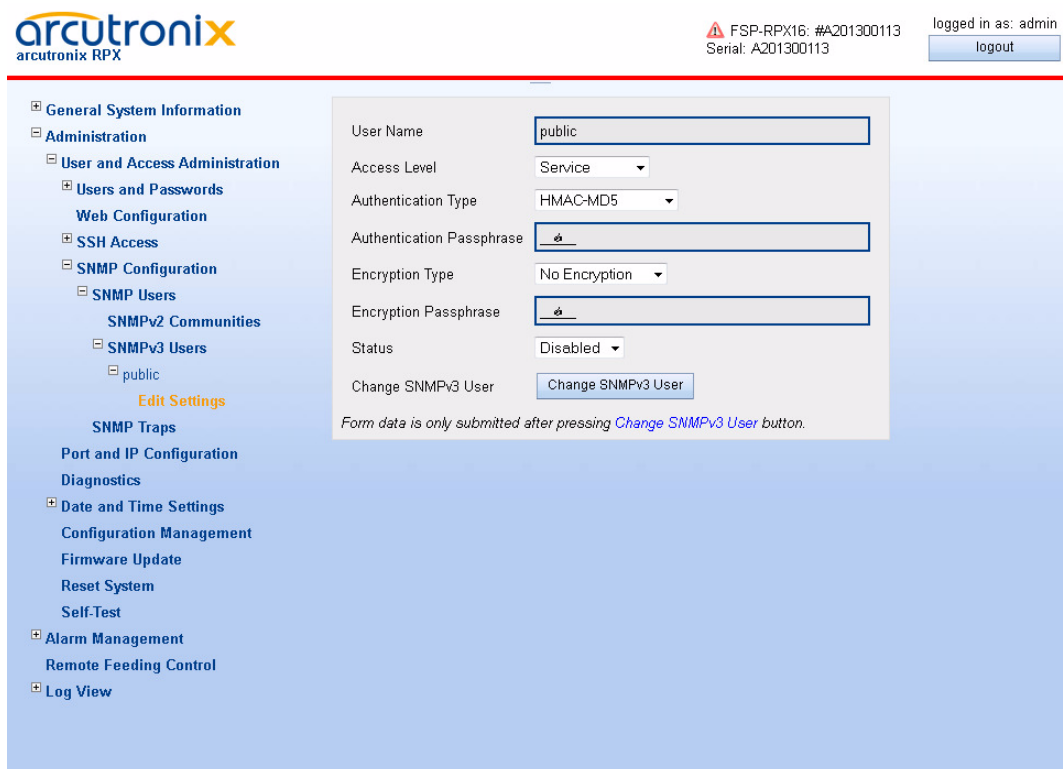 arcutronix
arcutronix RPX
FSP-RPX16: #A201300113
Serial: A201300113
logged in as: admin
logout
General System Information
Administration
User and Access Administration
Users and Passwords
Web Configuration
SSH Access
SNMP Configuration
SNMP Users
SNMPv2 Communities
SNMPv3 Users
public
Edit Settings
SNMP Traps
Port and IP Configuration
Diagnostics
Date and Time Settings
Configuration Management
Firmware Update
Reset System
Self-Test
Alarm Management
Remote Feeding Control
Log View
User Name public
Access Level Service
Authentication Type HMAC-MD5
Authentication Passphrase
Encryption Type No Encryption
Encryption Passphrase
Status Disabled
Change SNMPv3 User Change SNMPv3 User
Form data is only submitted after pressing Change SNMPv3 User button.